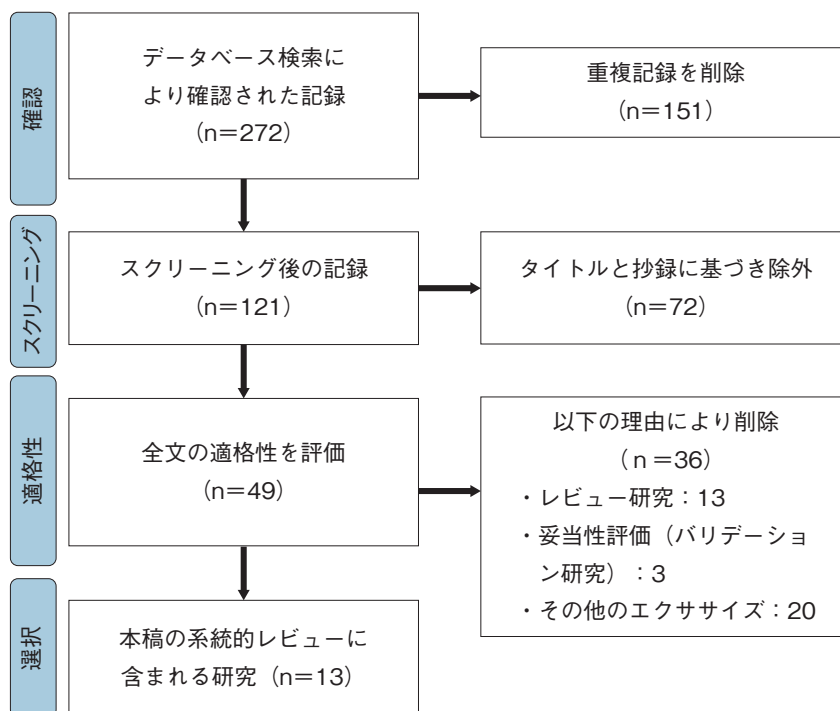 確認
データベース検索に
より確認された記録
(n＝272)
重複記録を削除
(n＝151)
スクリーニング
スクリーニング後の記録
(n＝121)
タイトルと抄録に基づき除外
(n＝72)
適格性
全文の適格性を評価
(n＝49)
以下の理由により削除
(ｎ＝36)
・レビュー研究：13
・妥当性評価（バリデーショ
ン研究）：3
・その他のエクササイズ：20
選択
本稿の系統的レビューに
含まれる研究（n＝13）